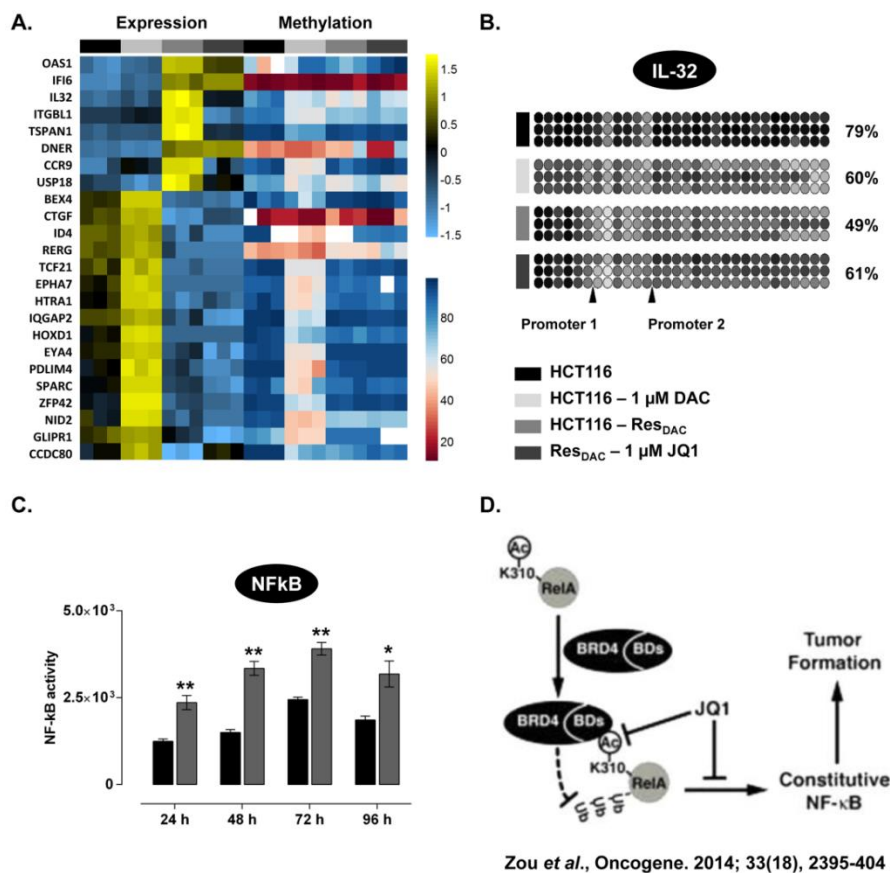 A.
Expression Methylation
OAS1
IFI6
IL32
ITGBL1
TSPAN1
DNER
CCR9
USP18
BEX4
CTGF
ID4
RERG
TCF21
EPHA7
HTRA1
IQGAP2
HOXD1
EYA4
PDLIM4
SPARC
ZFP42
NID2
GLIPR1
CCDC80
1.5
1
0.5
0
-0.5
-1
-1.5
80
60
40
20
B.
IL-32
79%
60%
49%
61%
Promoter 1 Promoter 2
HCT116
HCT116 – 1 µM DAC
HCT116 – ResDAC
ResDAC – 1 µM JQ1
C.
NFkB
NF-kB activity
5.0×10³
2.5×10³
0
** ** ** *
24 h 48 h 72 h 96 h
D.
Ac
K310
RelA
BRD4 BDs
Tumor
Formation
BRD4 BDs
JQ1
Ac
K310
RelA
Ub Ub Ub
Constitutive
NF-κB
Zou et al., Oncogene. 2014; 33(18), 2395-404